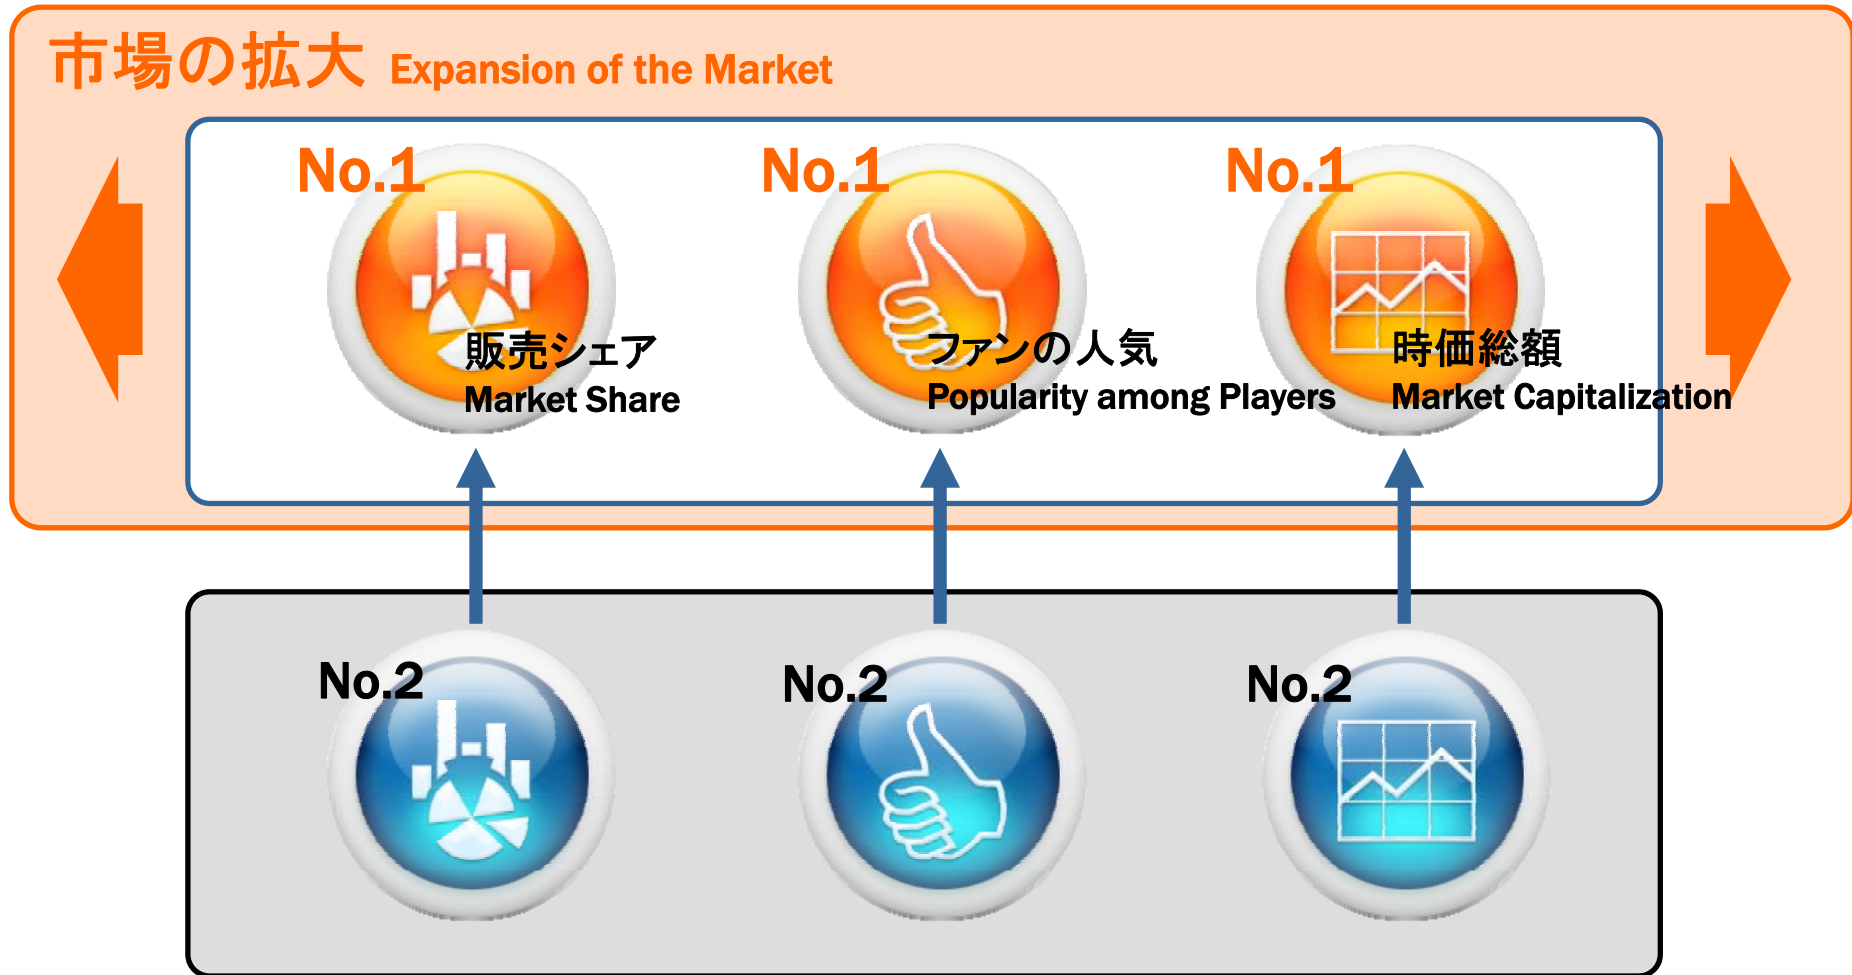 市場の拡大 Expansion of the Market
No.1 No.1 No.1
販売シェア ファンの人気 時価総額
Market Share Popularity among Players Market Capitalization
No.2 No.2 No.2